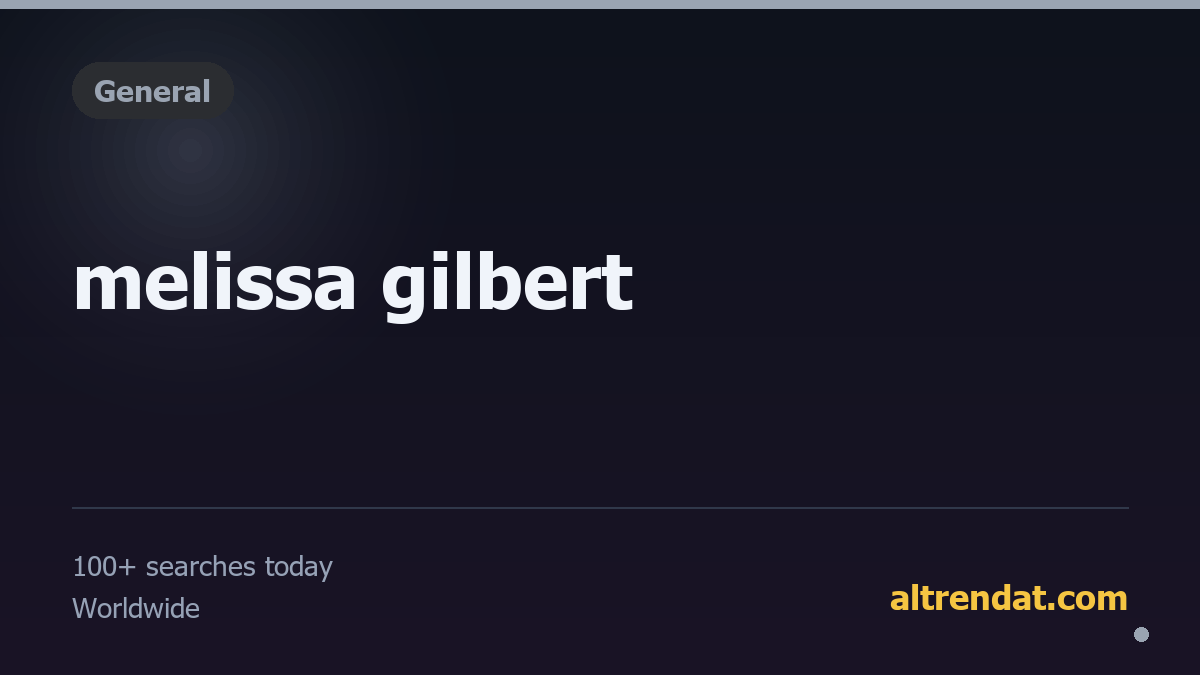 General
melissa gilbert
100+ searches today
Worldwide
altrendat.com